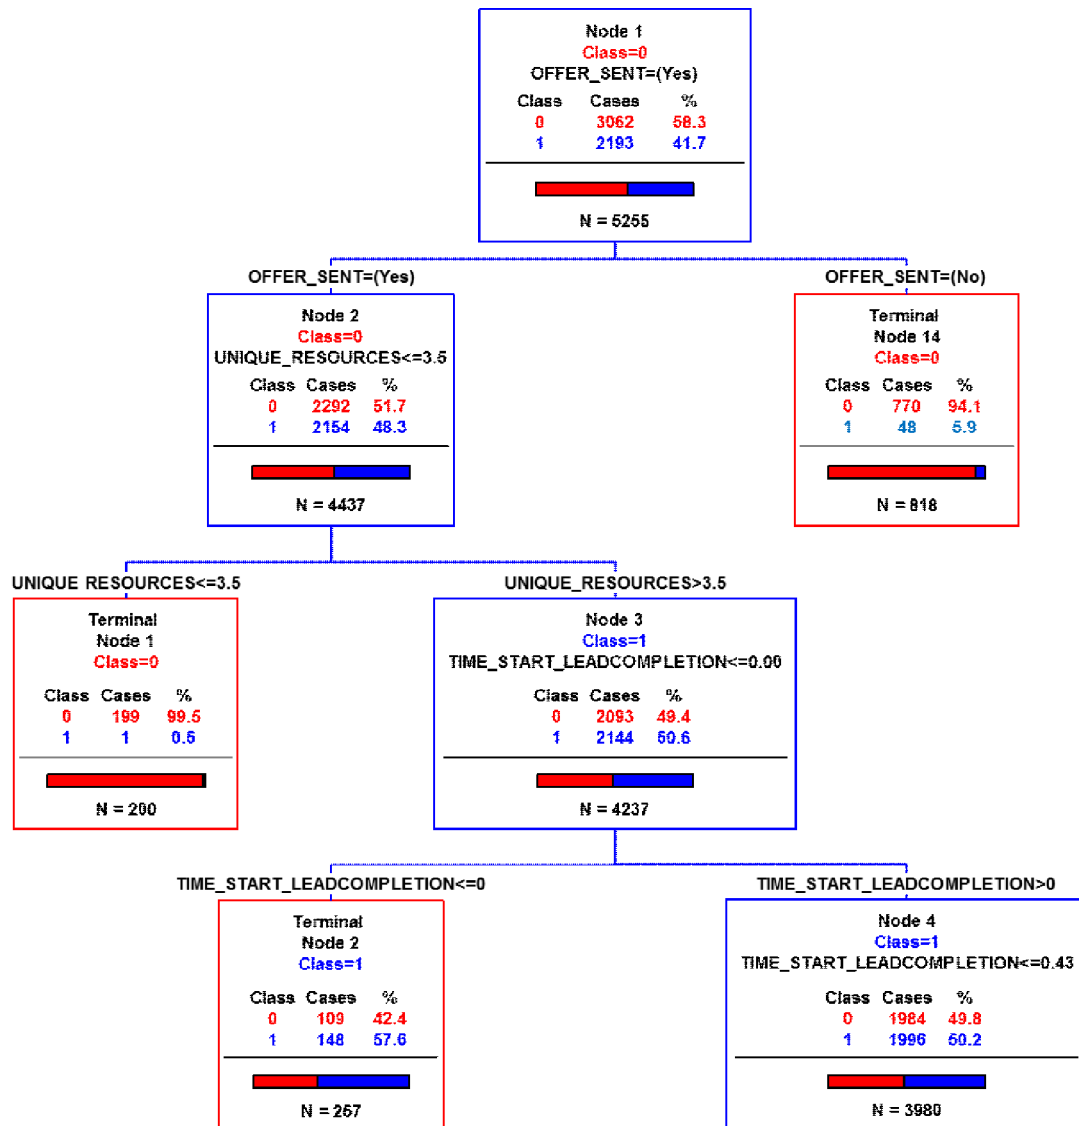 Node 1
Class=0
OFFER_SENT=(Yes)
Class Cases %
0 3062 58.3
1 2193 41.7
N = 5255
OFFER_SENT=(Yes)
OFFER_SENT=(No)
Node 2
Class=0
UNIQUE_RESOURCES<=3.5
Class Cases %
0 2292 51.7
1 2154 48.3
N = 4437
Terminal
Node 14
Class=0
Class Cases %
0 770 94.1
1 48 5.9
N = 818
UNIQUE RESOURCES<=3.5
UNIQUE_RESOURCES>3.5
Terminal
Node 1
Class=0
Class Cases %
0 199 99.5
1 1 0.5
N = 200
Node 3
Class=1
TIME_START_LEADCOMPLETION<=0.00
Class Cases %
0 2093 49.4
1 2144 50.6
N = 4237
TIME_START_LEADCOMPLETION<=0
TIME_START_LEADCOMPLETION>0
Terminal
Node 2
Class=1
Class Cases %
0 109 42.4
1 148 57.6
N = 257
Node 4
Class=1
TIME_START_LEADCOMPLETION<=0.43
Class Cases %
0 1984 49.8
1 1996 50.2
N = 3980